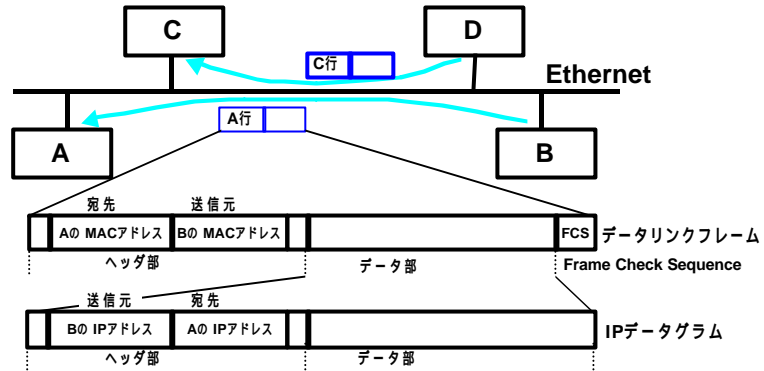 C
D
C行
Ethernet
A行
A
B
宛先
送信元
Aの MACアドレス
Bの MACアドレス
FCS
データリンクフレーム
ヘッダ部
データ部
Frame Check Sequence
送信元
宛先
Bの IPアドレス
Aの IPアドレス
IPデータグラム
ヘッダ部
データ部